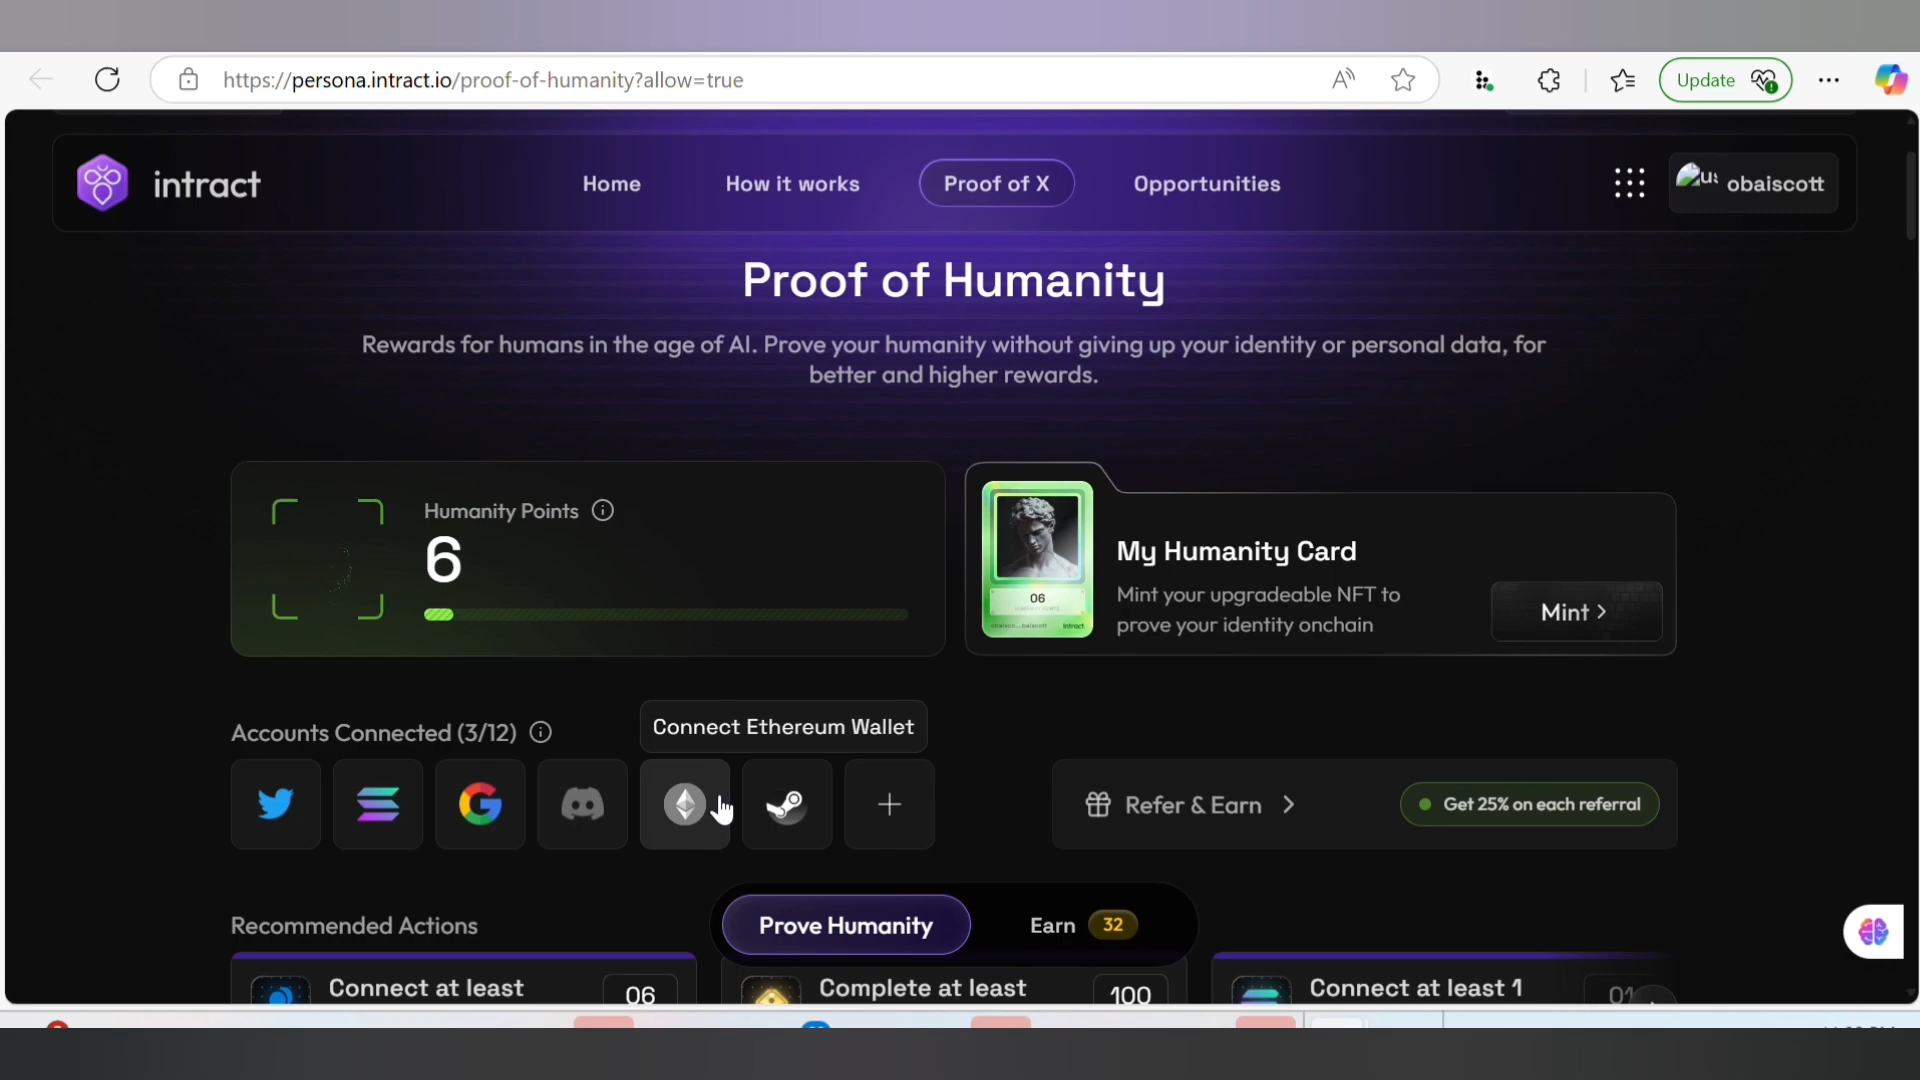 https://persona.intract.io/proof-of-humanity?allow=true
Update
intract
Home
How it works
Proof of X
Opportunities
obaiscott
Proof of Humanity
Rewards for humans in the age of AI. Prove your humanity without giving up your identity or personal data, for
better and higher rewards.
Humanity Points
6
06
HUMANITY POINTS
intract.
My Humanity Card
Mint your upgradeable NFT to
prove your identity onchain
Mint
Accounts Connected (3/12)
Connect Ethereum Wallet
Refer & Earn
Get 25% on each referral
Recommended Actions
Prove Humanity
Earn 32
Connect at least
06
Complete at least
100
Connect at least 1